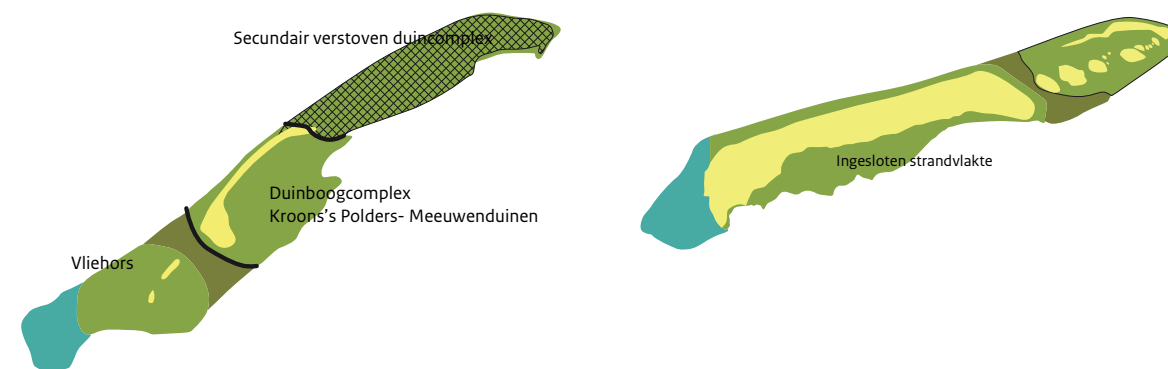 Secundair verstoven duincomplex
Duinboogcomplex
Kroons's Polders- Meeuwenduinen
Vliehors
Ingesloten strandvlakte